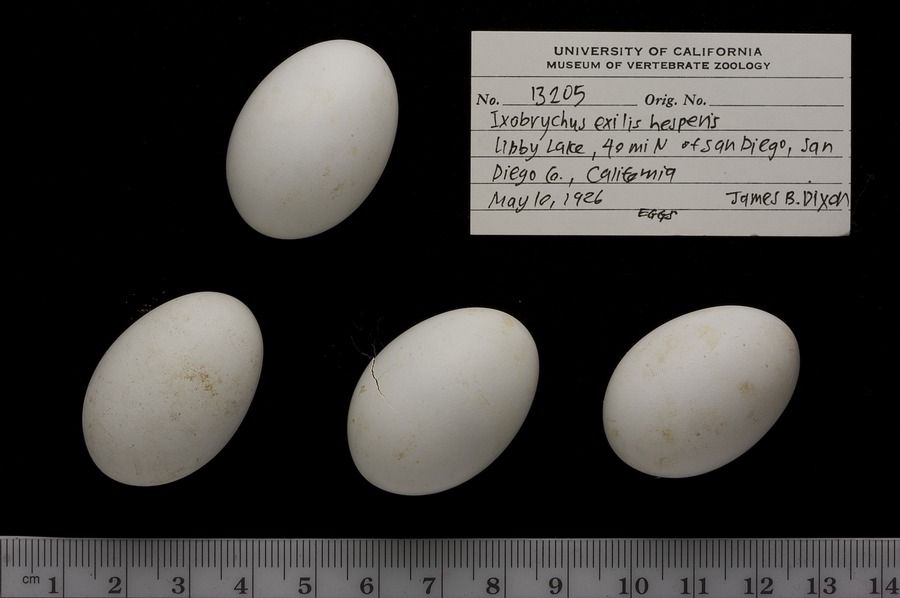 UNIVERSITY OF CALIFORNIA
MUSEUM OF VERTEBRATE ZOOLOGY
No. 13205 Orig. No.
Ixobrychus exilis hesperis
Libby Lake, 40 mi N of San Diego, San
Diego Co., California
May 10, 1926 James B. Dixon
EGGS
cm 1 2 3 4 5 6 7 8 9 10 11 12 13 14